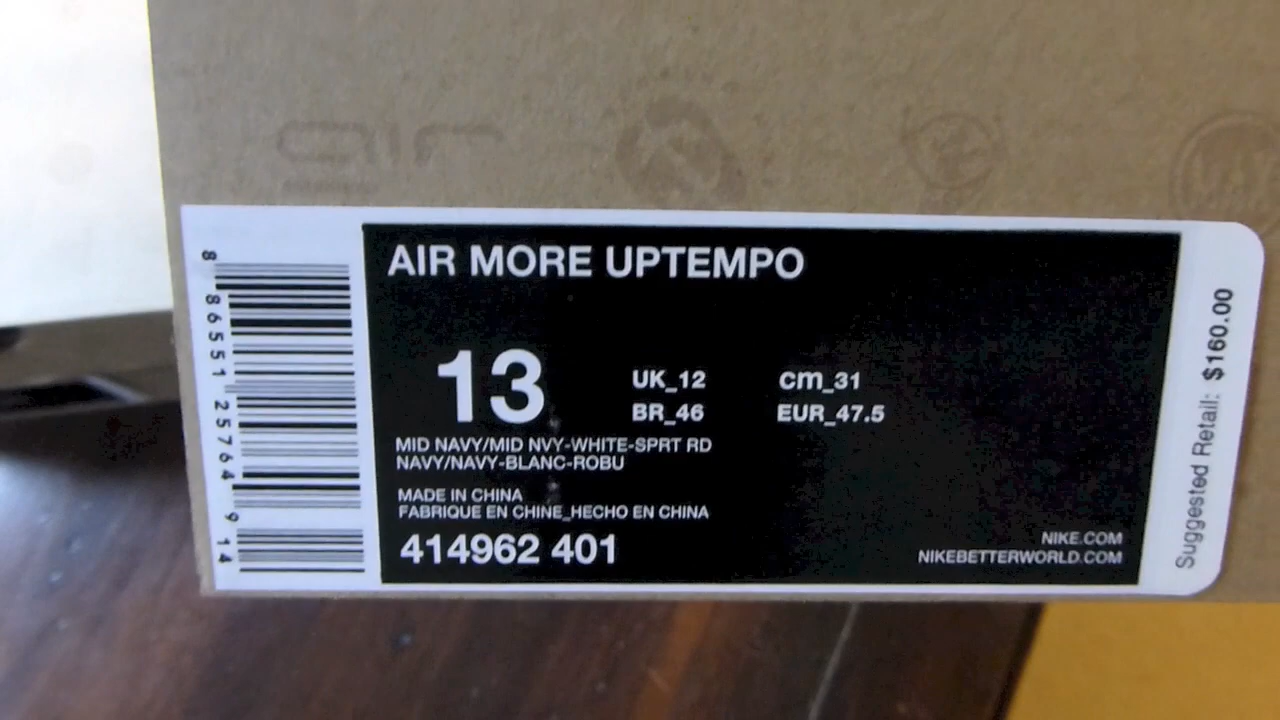 air
AIR MORE UPTEMPO
13
UK_12
cm_31
BR_46
EUR_47.5
MID NAVY/MID NVY-WHITE-SPRT RD
NAVY/NAVY-BLANC-ROBU
MADE IN CHINA
FABRIQUE EN CHINE_HECHO EN CHINA
414962 401
NIKE.COM
NIKEBETTERWORLD.COM
8 86551 25764 9 14
Suggested Retail: $160.00